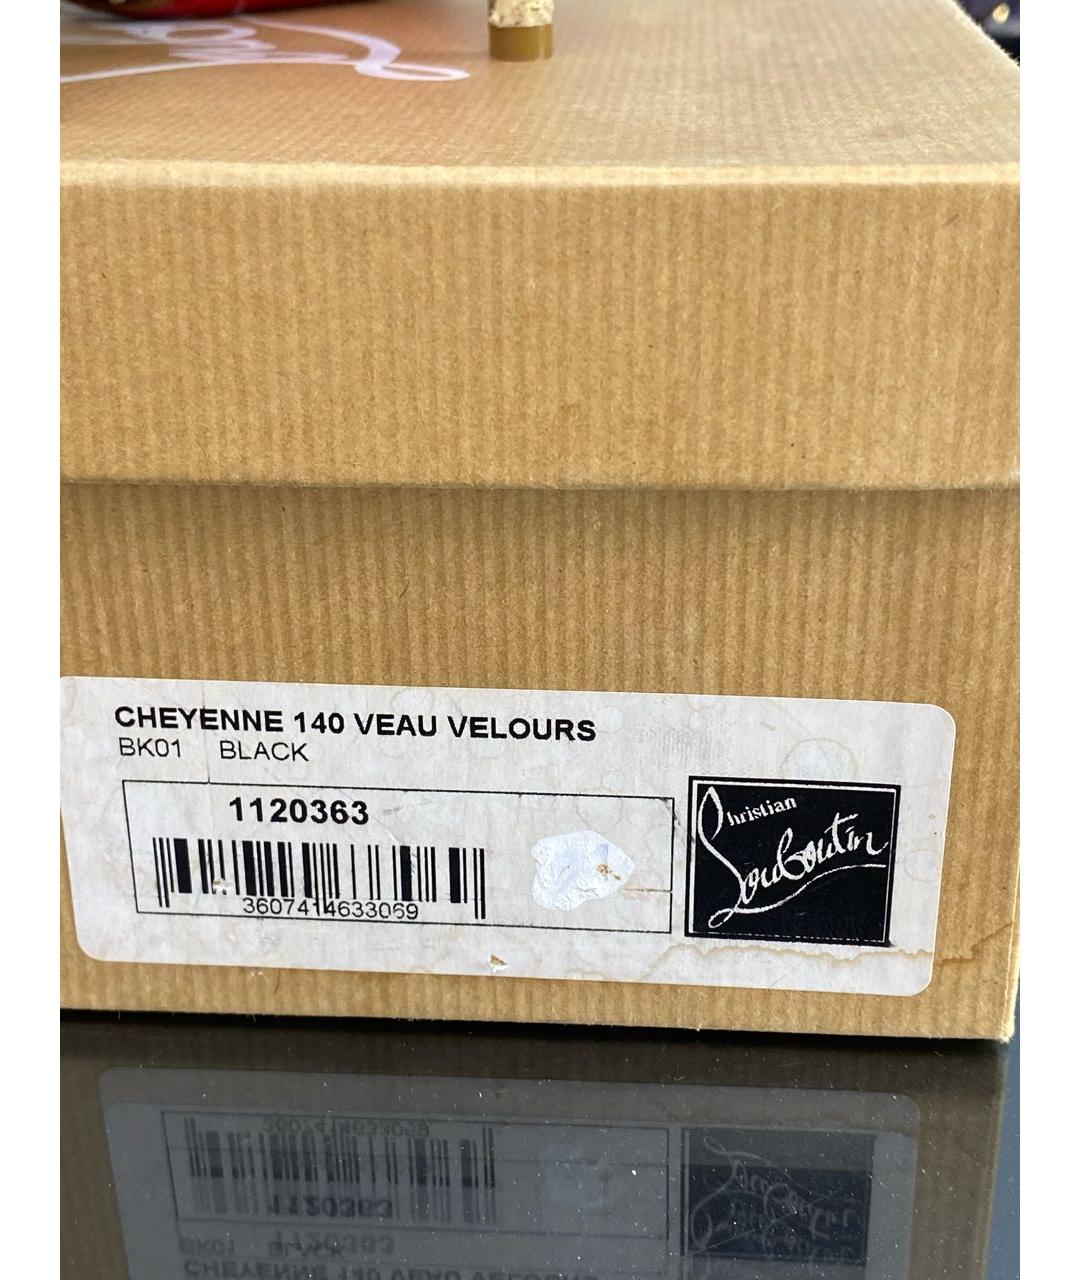 CHEYENNE 140 VEAU VELOURS
BK01 BLACK
1120363
3607414633069
Christian
Louboutin